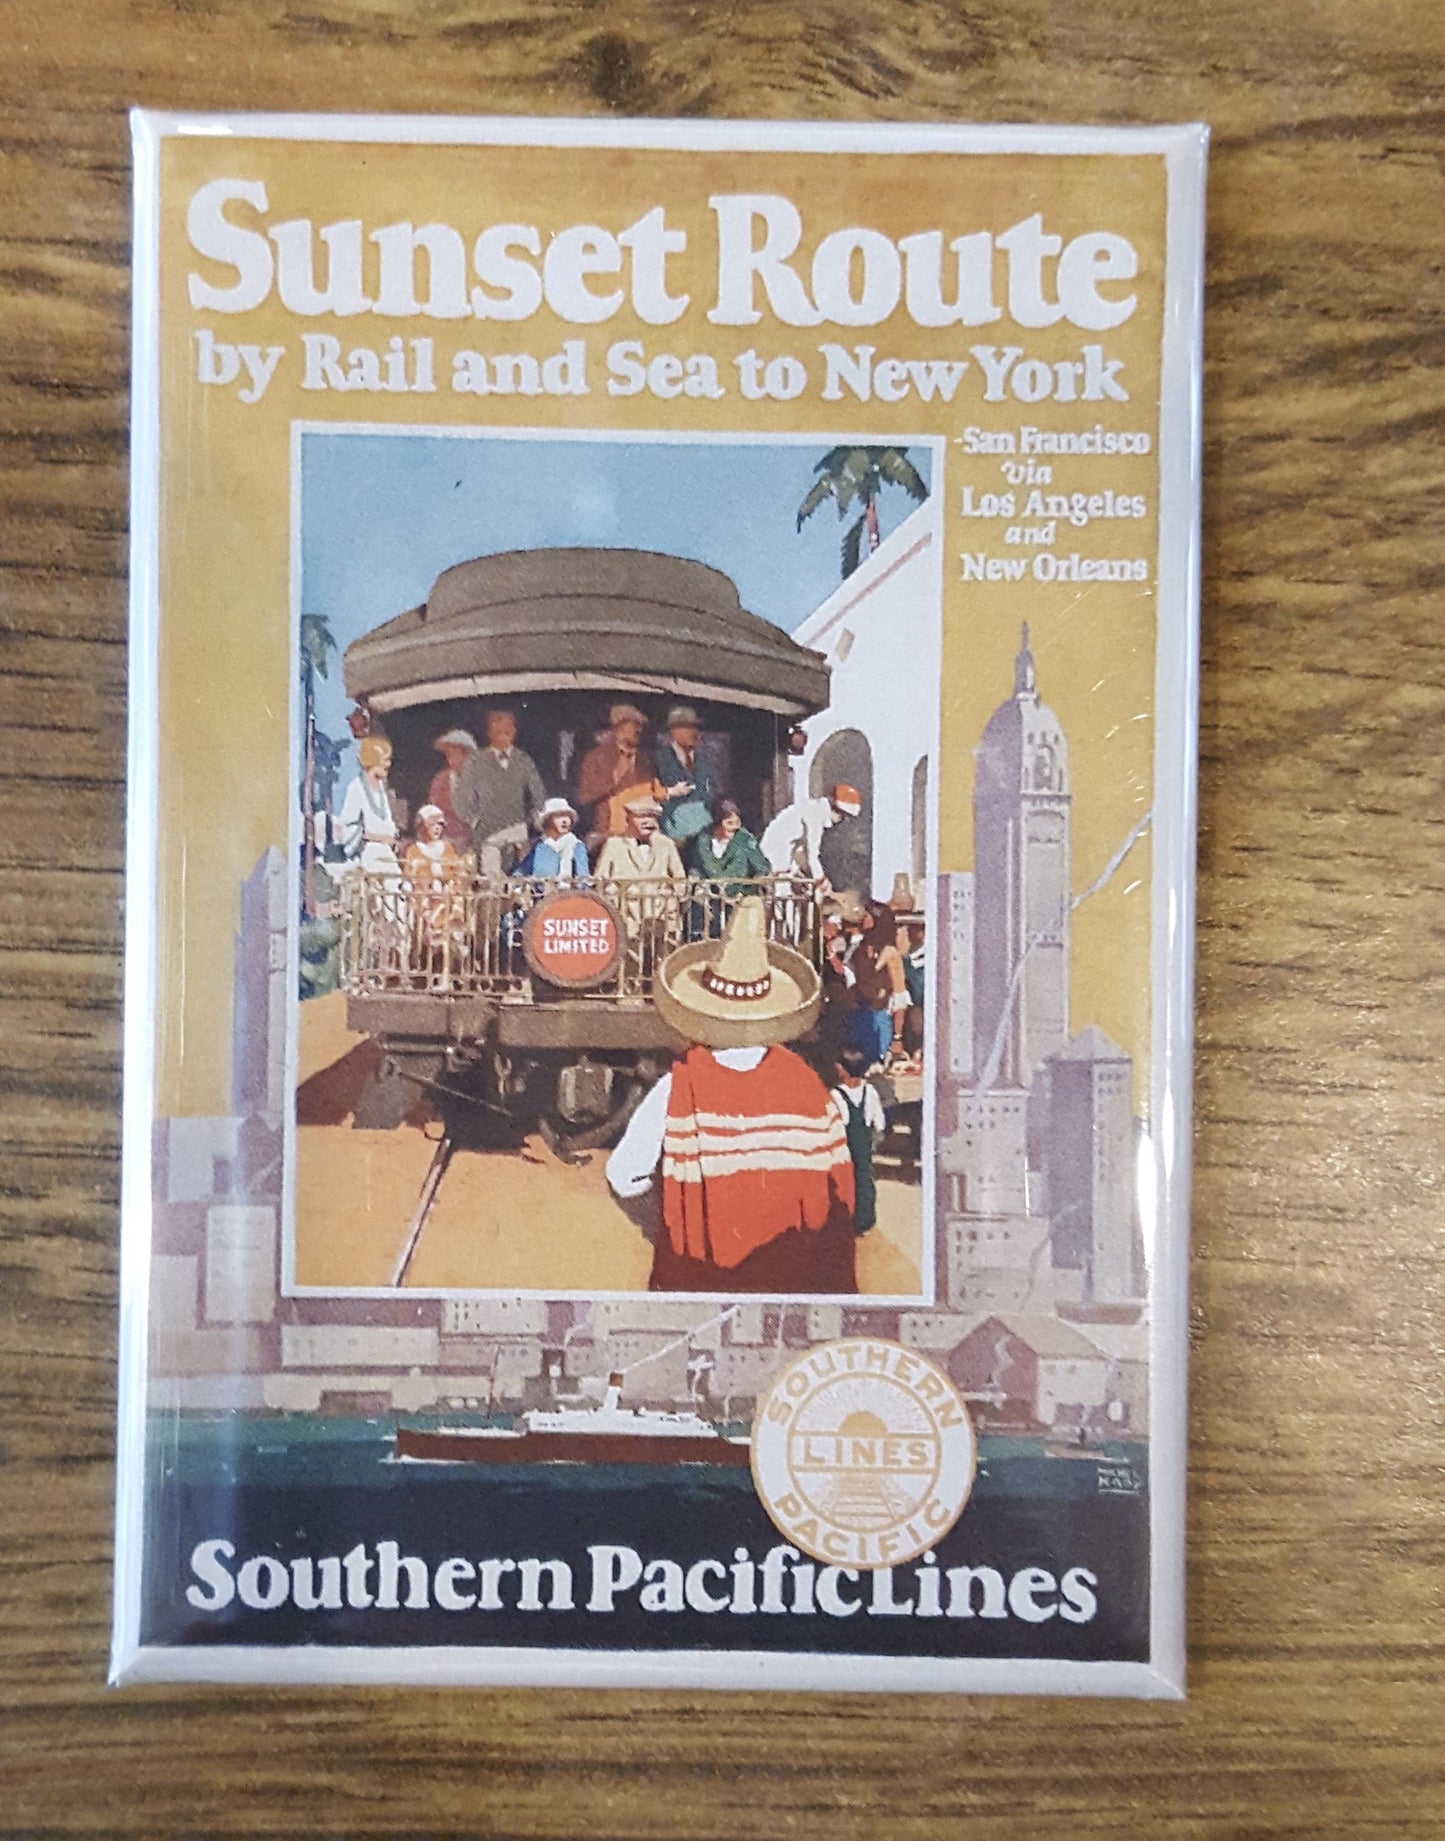 Sunset Route
by Rail and Sea to New York
-San Francisco
via
Los Angeles
and
New Orleans
SUNSET
LIMITED
SOUTHERN
LINES
PACIFIC
Southern Pacific Lines